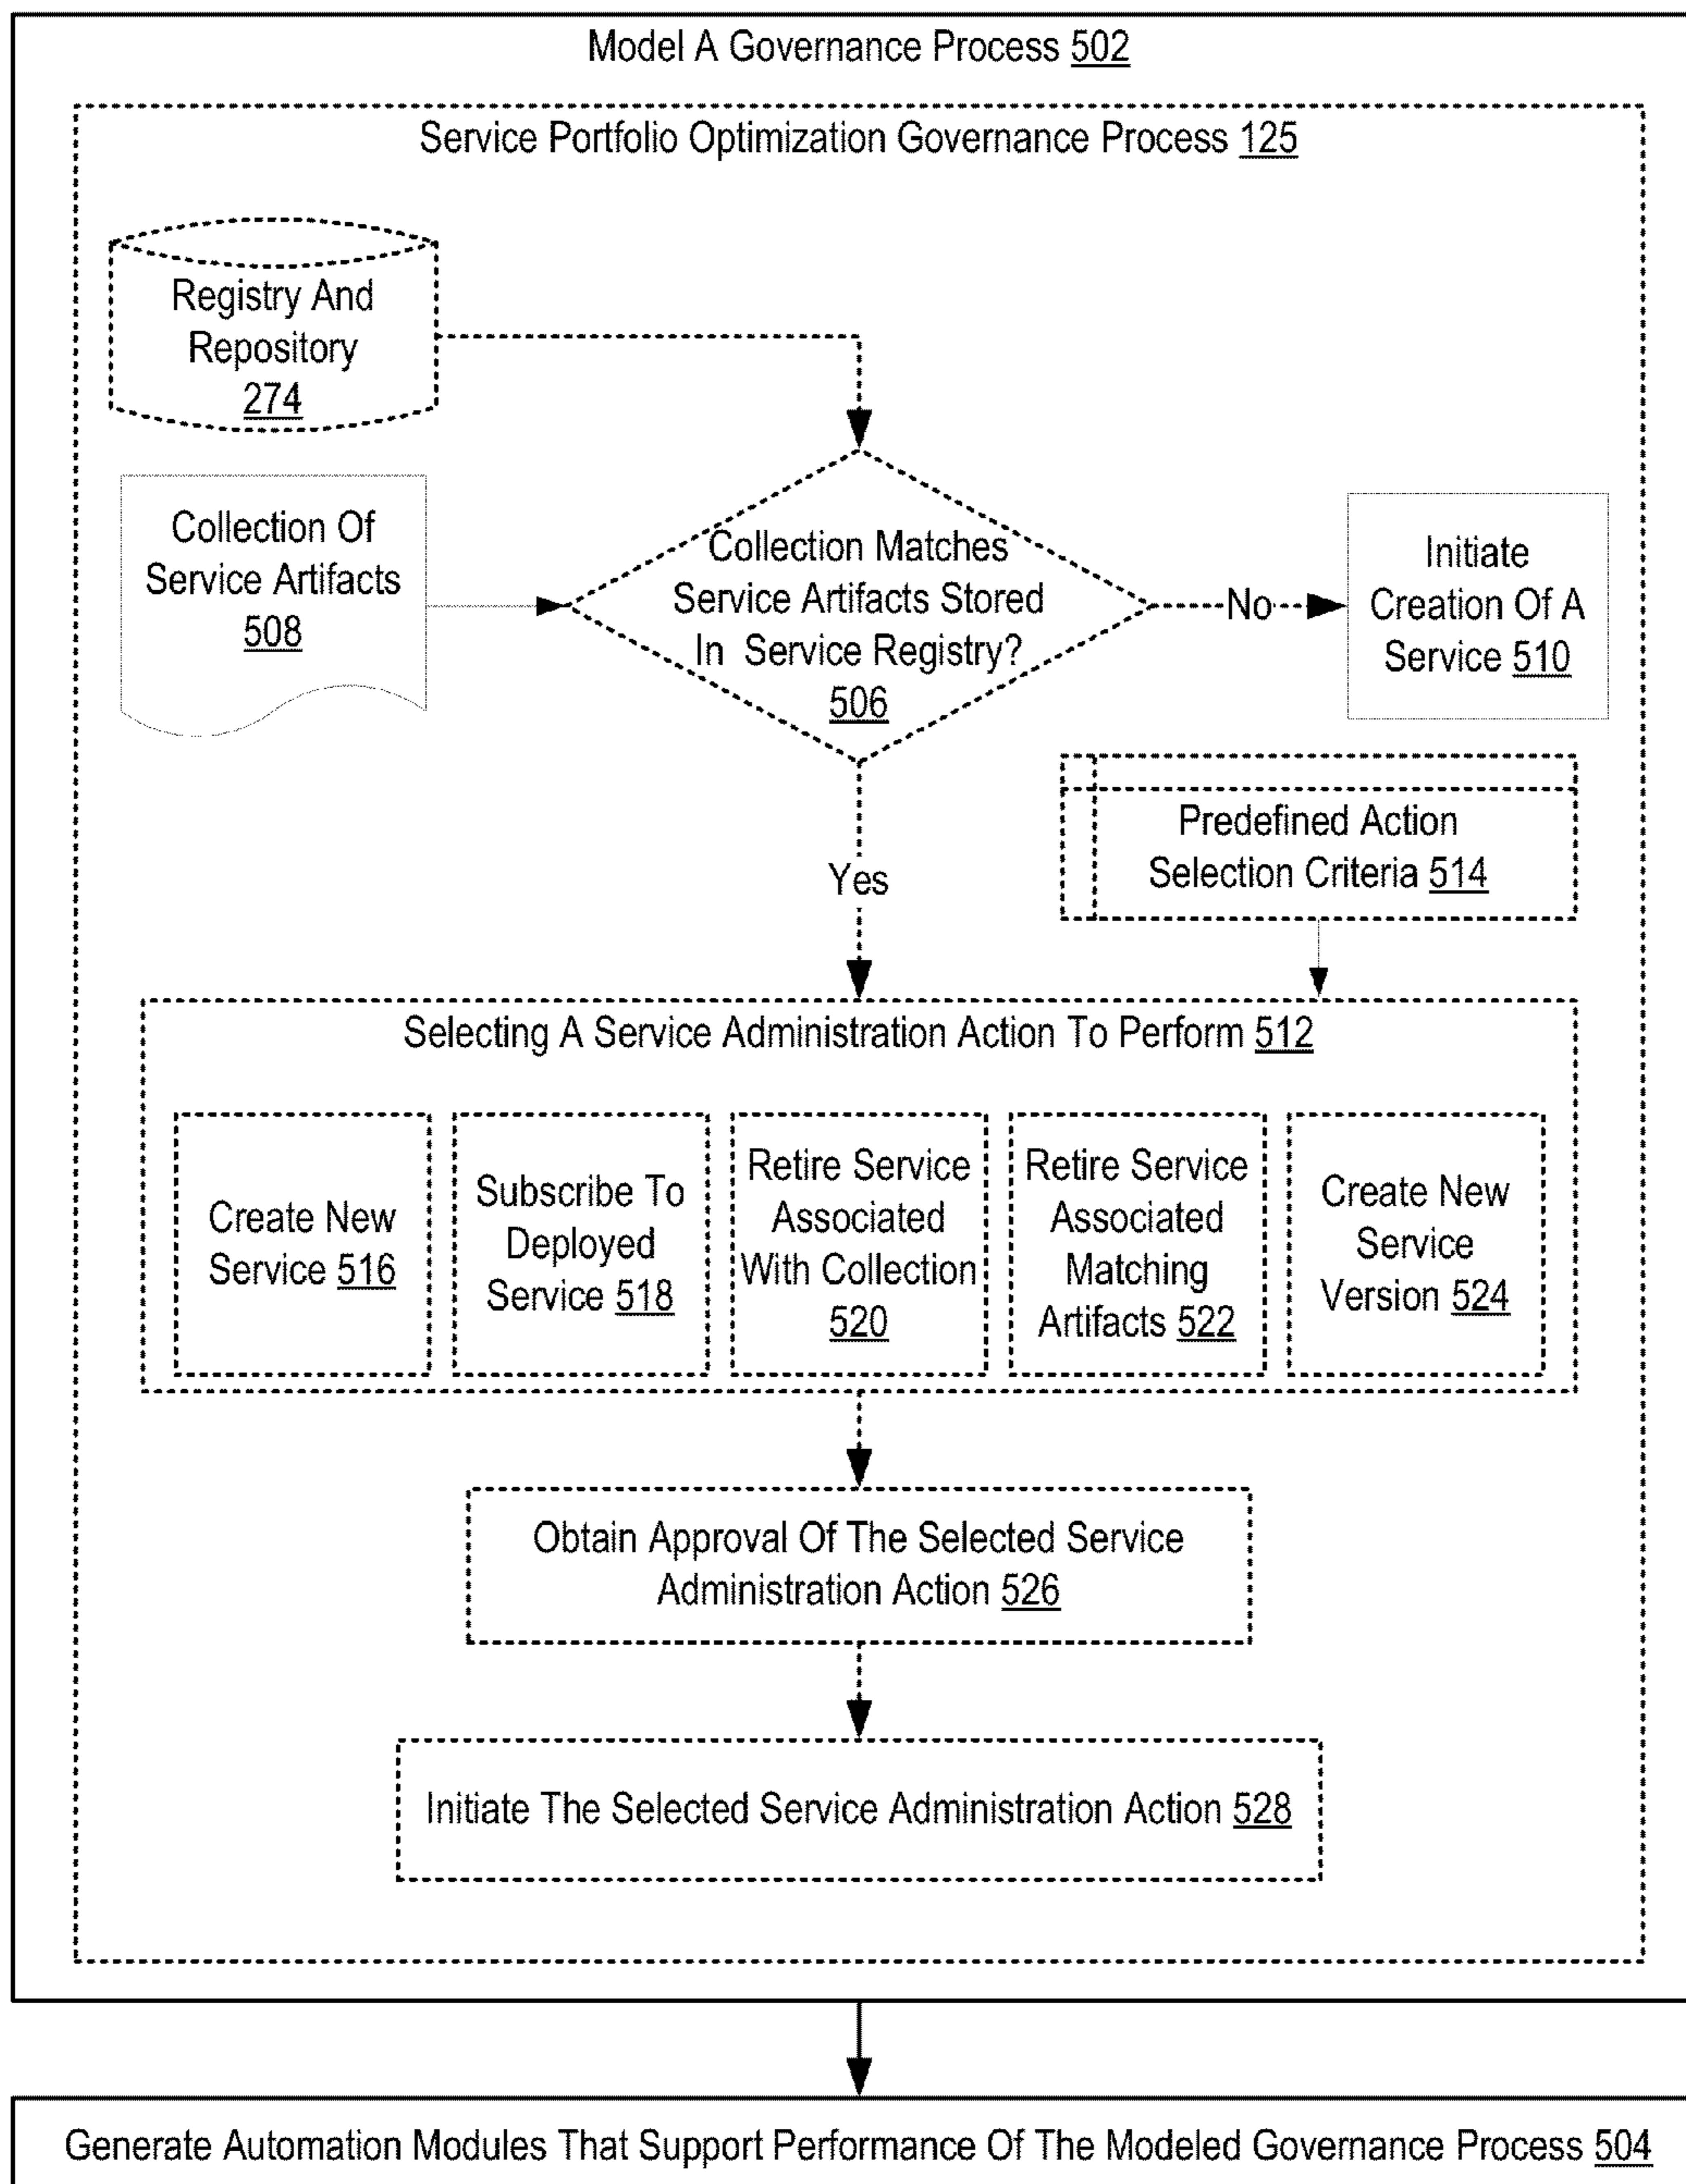 Model A Governance Process 502
Service Portfolio Optimization Governance Process 125
Registry And
Repository
274
Collection Of
Service Artifacts
508
Collection Matches
Service Artifacts Stored
In Service Registry?
506
No
Initiate
Creation Of A
Service 510
Yes
Predefined Action
Selection Criteria 514
Selecting A Service Administration Action To Perform 512
Create New
Service 516
Subscribe To
Deployed
Service 518
Retire Service
Associated
With Collection
520
Retire Service
Associated
Matching
Artifacts 522
Create New
Service
Version 524
Obtain Approval Of The Selected Service
Administration Action 526
Initiate The Selected Service Administration Action 528
Generate Automation Modules That Support Performance Of The Modeled Governance Process 504